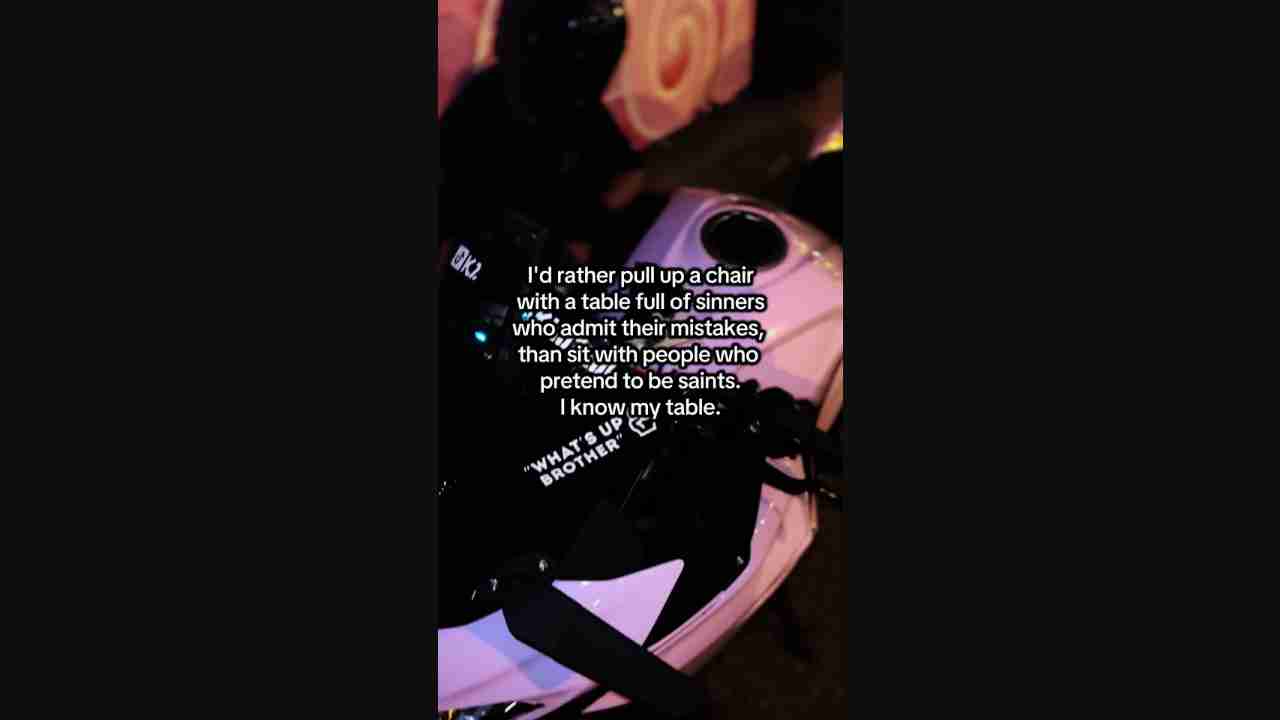 K2.
I'd rather pull up a chair
with a table full of sinners
who admit their mistakes,
than sit with people who
pretend to be saints.
I know my table.
"WHAT'S UP
BROTHER"